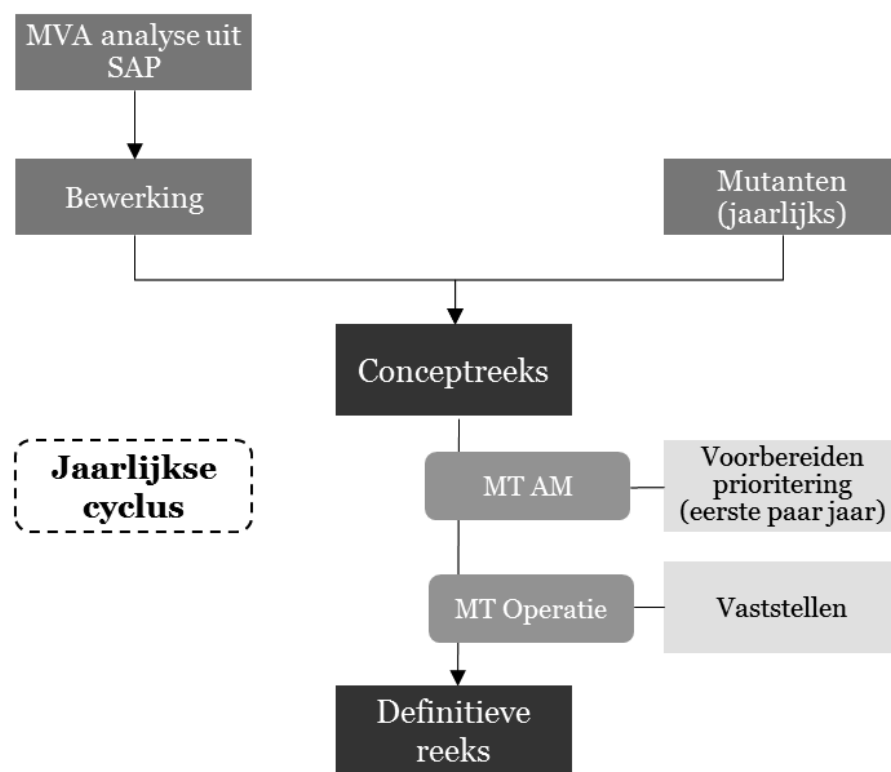 MVA analyse uit
SAP
Bewerking
Mutanten
(jaarlijks)
Conceptreeks
Jaarlijkse
cyclus
MT AM
Voorbereiden
prioritering
(eerste paar jaar)
MT Operatie
Vaststellen
Definitieve
reeks